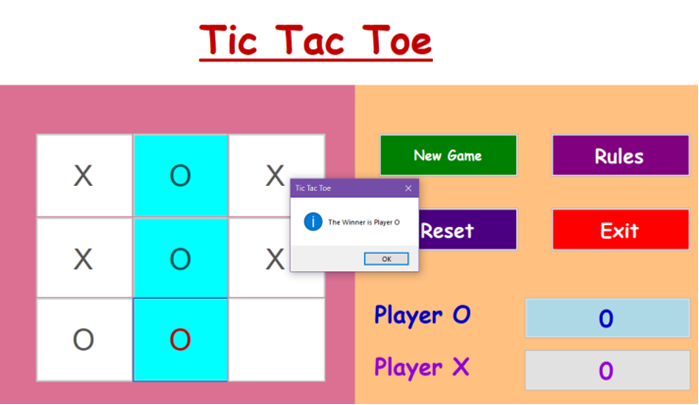 Tic Tac Toe
New Game
Rules
X O X
Tic Tac Toe
The Winner is Player O
Reset
Exit
X O X
OK
Player O
0
O O
Player X
0